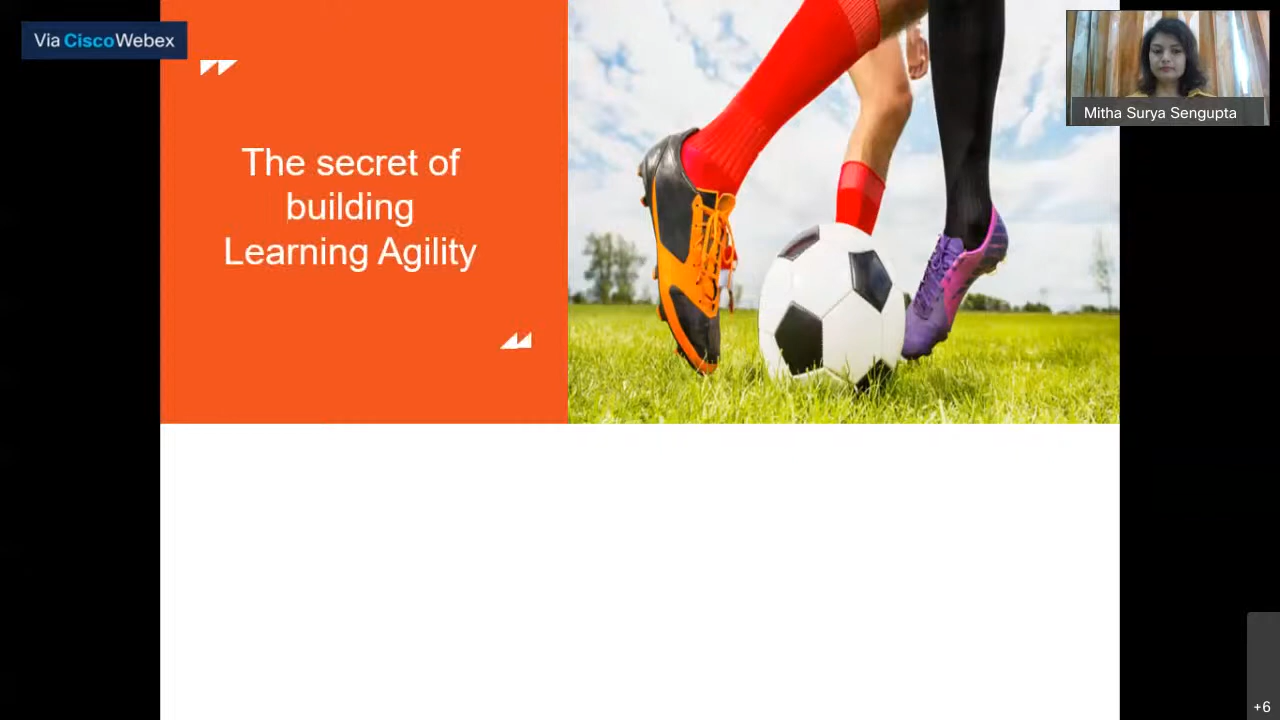 Via CiscoWebex
The secret of
building
Learning Agility
Mitha Surya Sengupta
+6